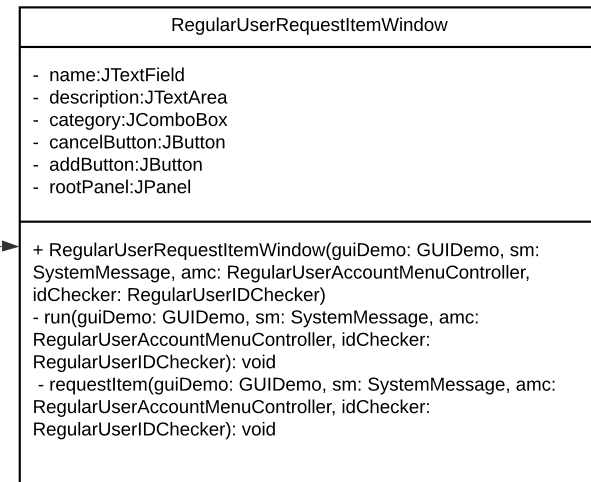 RegularUserRequestItemWindow
- name:JTextField
- description:JTextArea
- category:JComboBox
- cancelButton:JButton
- addButton:JButton
- rootPanel:JPanel
+ RegularUserRequestItemWindow(guiDemo: GUIDemo, sm:
SystemMessage, amc: RegularUserAccountMenuController,
idChecker: RegularUserIDChecker)
- run(guiDemo: GUIDemo, sm: SystemMessage, amc:
RegularUserAccountMenuController, idChecker:
RegularUserIDChecker): void
- requestItem(guiDemo: GUIDemo, sm: SystemMessage, amc:
RegularUserAccountMenuController, idChecker:
RegularUserIDChecker): void